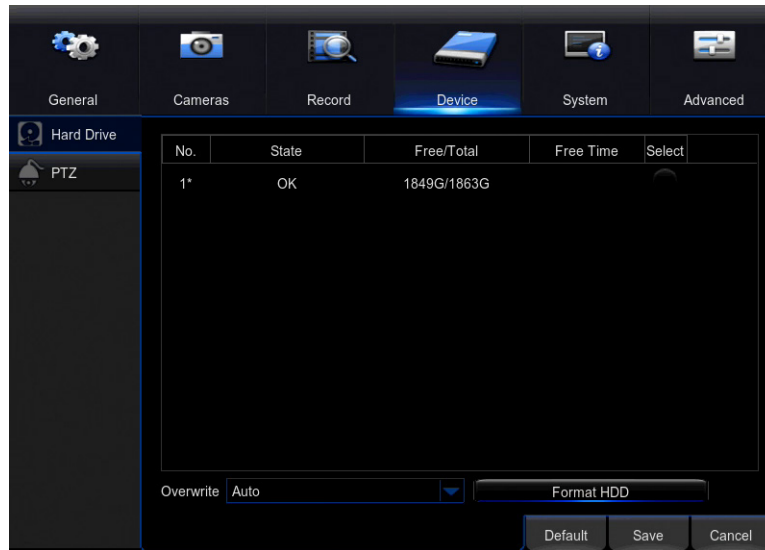 General Cameras Record Device System Advanced
Hard Drive
PTZ
No. State Free/Total Free Time Select
1* OK 1849G/1863G
Overwrite Auto Format HDD
Default Save Cancel